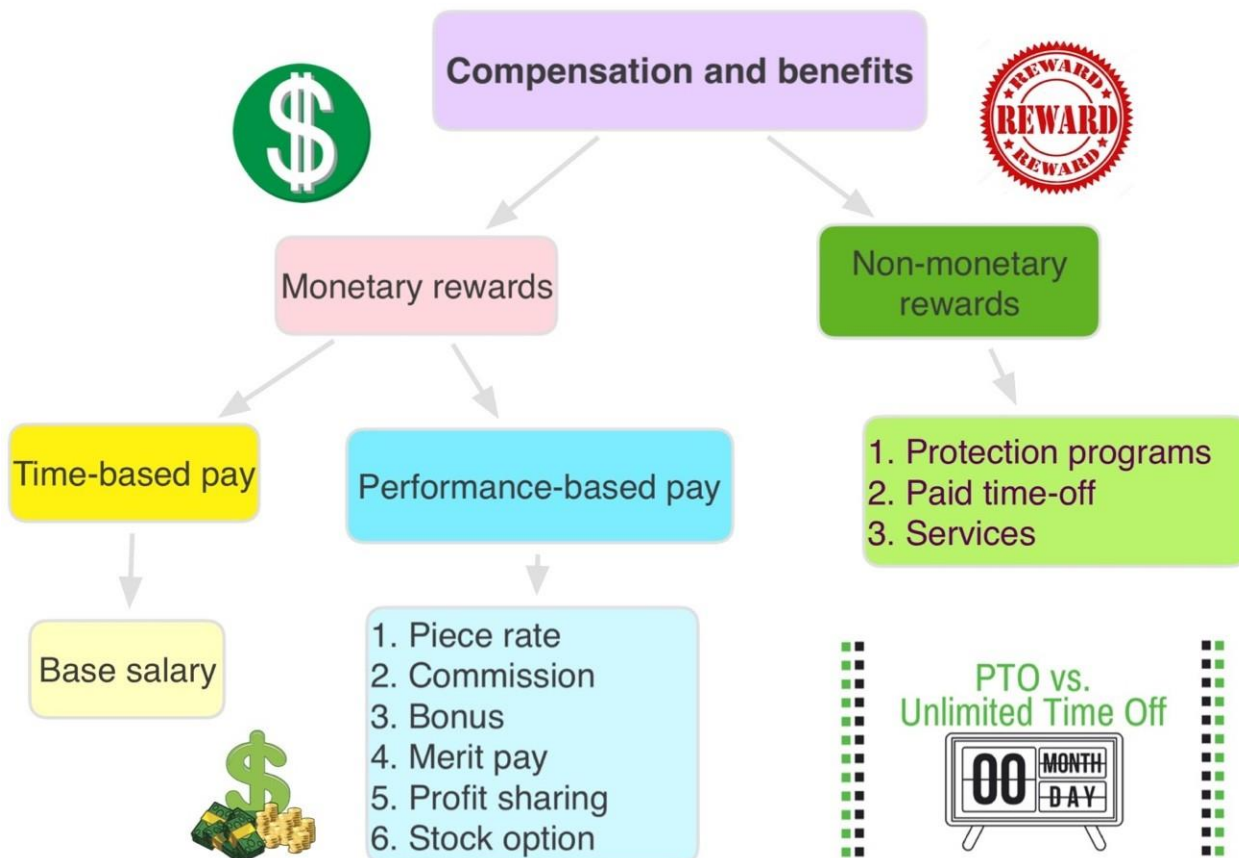 Compensation and benefits
REWARD
REWARD
REWARD
Monetary rewards
Non-monetary
rewards
Time-based pay
Performance-based pay
1. Protection programs
2. Paid time-off
3. Services
Base salary
1. Piece rate
2. Commission
3. Bonus
4. Merit pay
5. Profit sharing
6. Stock option
PTO vs.
Unlimited Time Off
00
MONTH
DAY